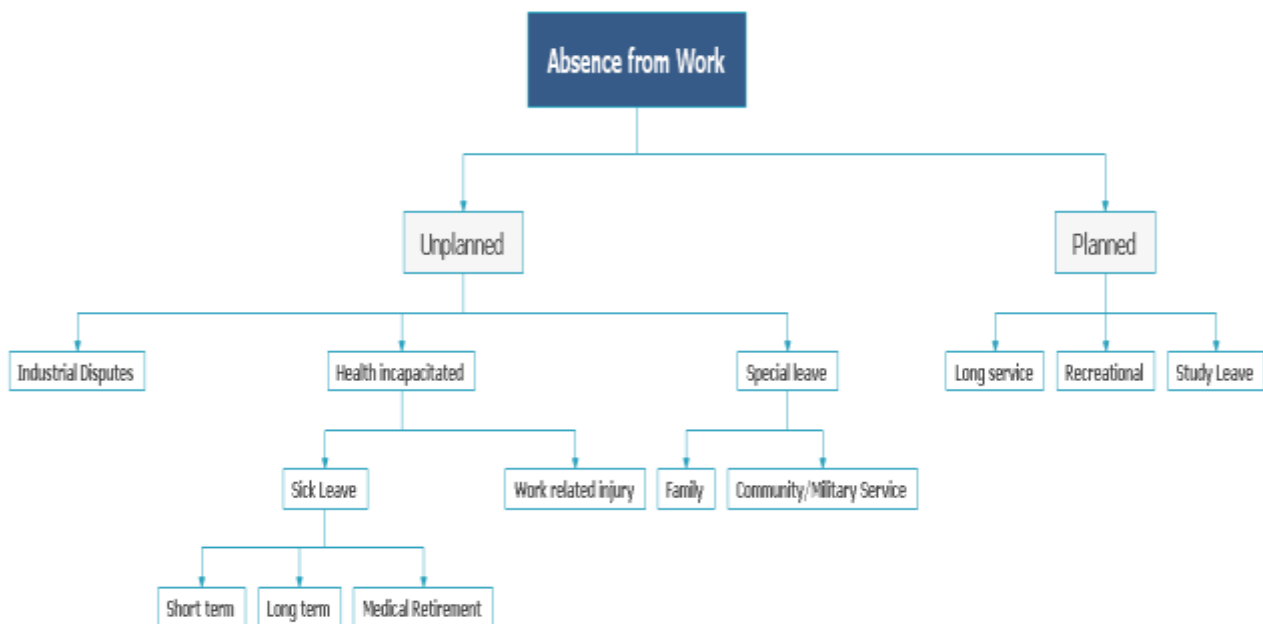 Absence from Work
Unplanned
Planned
Industrial Disputes
Health incapacitated
Special leave
Long service
Recreational
Study Leave
Sick Leave
Work related injury
Family
Community/Military Service
Short term
Long term
Medical Retirement